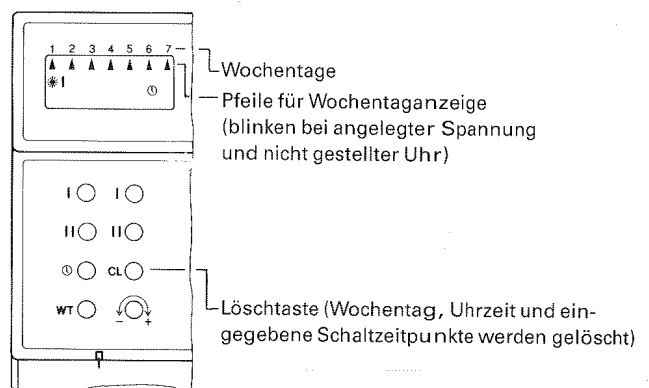 1 2 3 4 5 6 7
Wochentage
Pfeile für Wochentaganzeige
(blinken bei angelegter Spannung
und nicht gestellter Uhr)
I
I
I
II
II
CL
Löschtaste (Wochentag, Uhrzeit und ein-
gegebene Schaltzeitpunkte werden gelöscht)
WT
- +